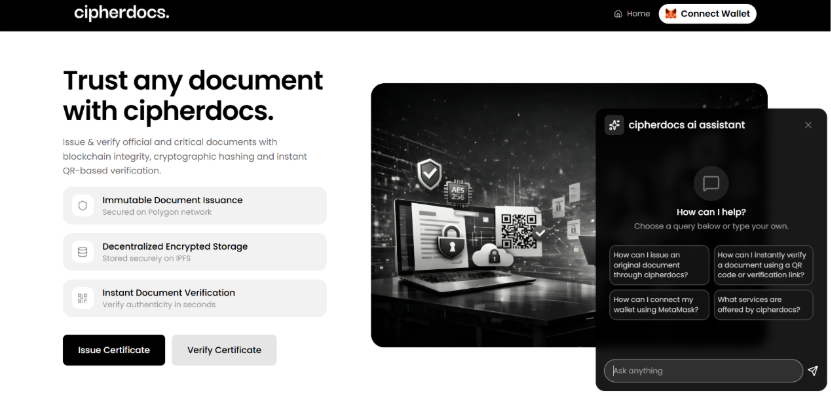 cipherdocs.
Home
Connect Wallet
Trust any document
with cipherdocs.
Issue & verify official and critical documents with
blockchain integrity, cryptographic hashing and instant
QR-based verification.
Immutable Document Issuance
Secured on Polygon network
Decentralized Encrypted Storage
Stored securely on IPFS
Instant Document Verification
Verify authenticity in seconds
Issue Certificate
Verify Certificate
AES
256
cipherdocs ai assistant
How can I help?
Choose a query below or type your own.
How can I issue an
original document
through cipherdocs?
How can I instantly verify
a document using a QR
code or verification link?
How can I connect my
wallet using MetaMask?
What services are
offered by cipherdocs?
Ask anything